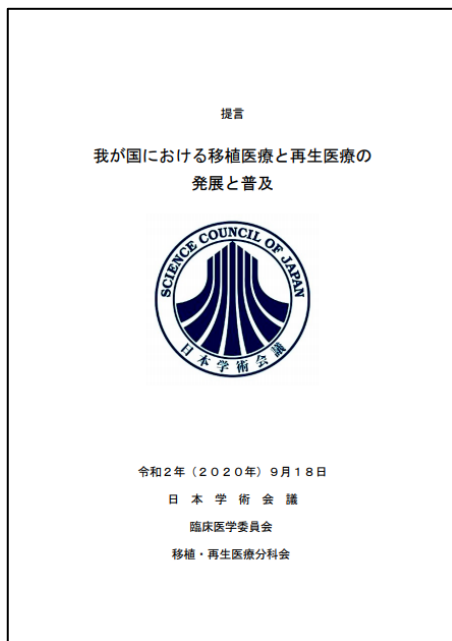 提言
我が国における移植医療と再生医療の
発展と普及
SCIENCE COUNCIL OF JAPAN
日本学術会議
令和２年（２０２０年）９月１８日
日　本　学　術　会　議
臨床医学委員会
移植・再生医療分科会